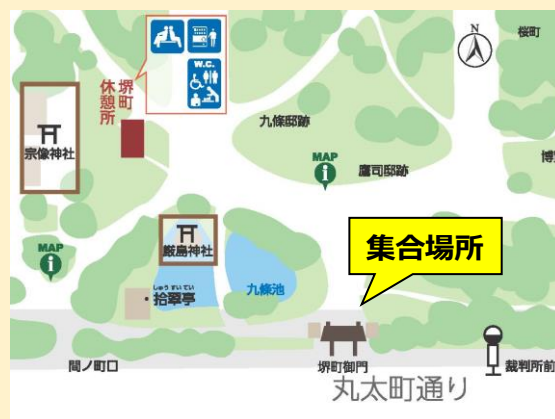 N
桜町
W.C.
堺町
休憩所
宗像神社
九條邸跡
MAP
i
鷹司邸跡
博
厳島神社
集合場所
MAP
i
しゅうすいてい
・拾翠亭
九條池
間ノ町口
堺町御門
裁判所前
丸太町通り